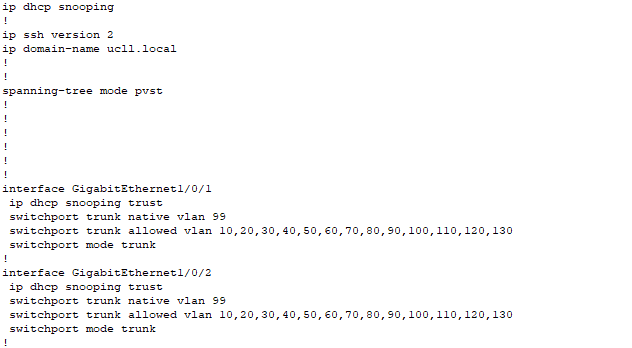 ip dhcp snooping
!
ip ssh version 2
ip domain-name ucll.local
!
!
spanning-tree mode pvst
!
!
!
!
!
!
interface GigabitEthernet1/0/1
 ip dhcp snooping trust
 switchport trunk native vlan 99
 switchport trunk allowed vlan 10,20,30,40,50,60,70,80,90,100,110,120,130
 switchport mode trunk
!
interface GigabitEthernet1/0/2
 ip dhcp snooping trust
 switchport trunk native vlan 99
 switchport trunk allowed vlan 10,20,30,40,50,60,70,80,90,100,110,120,130
 switchport mode trunk
!